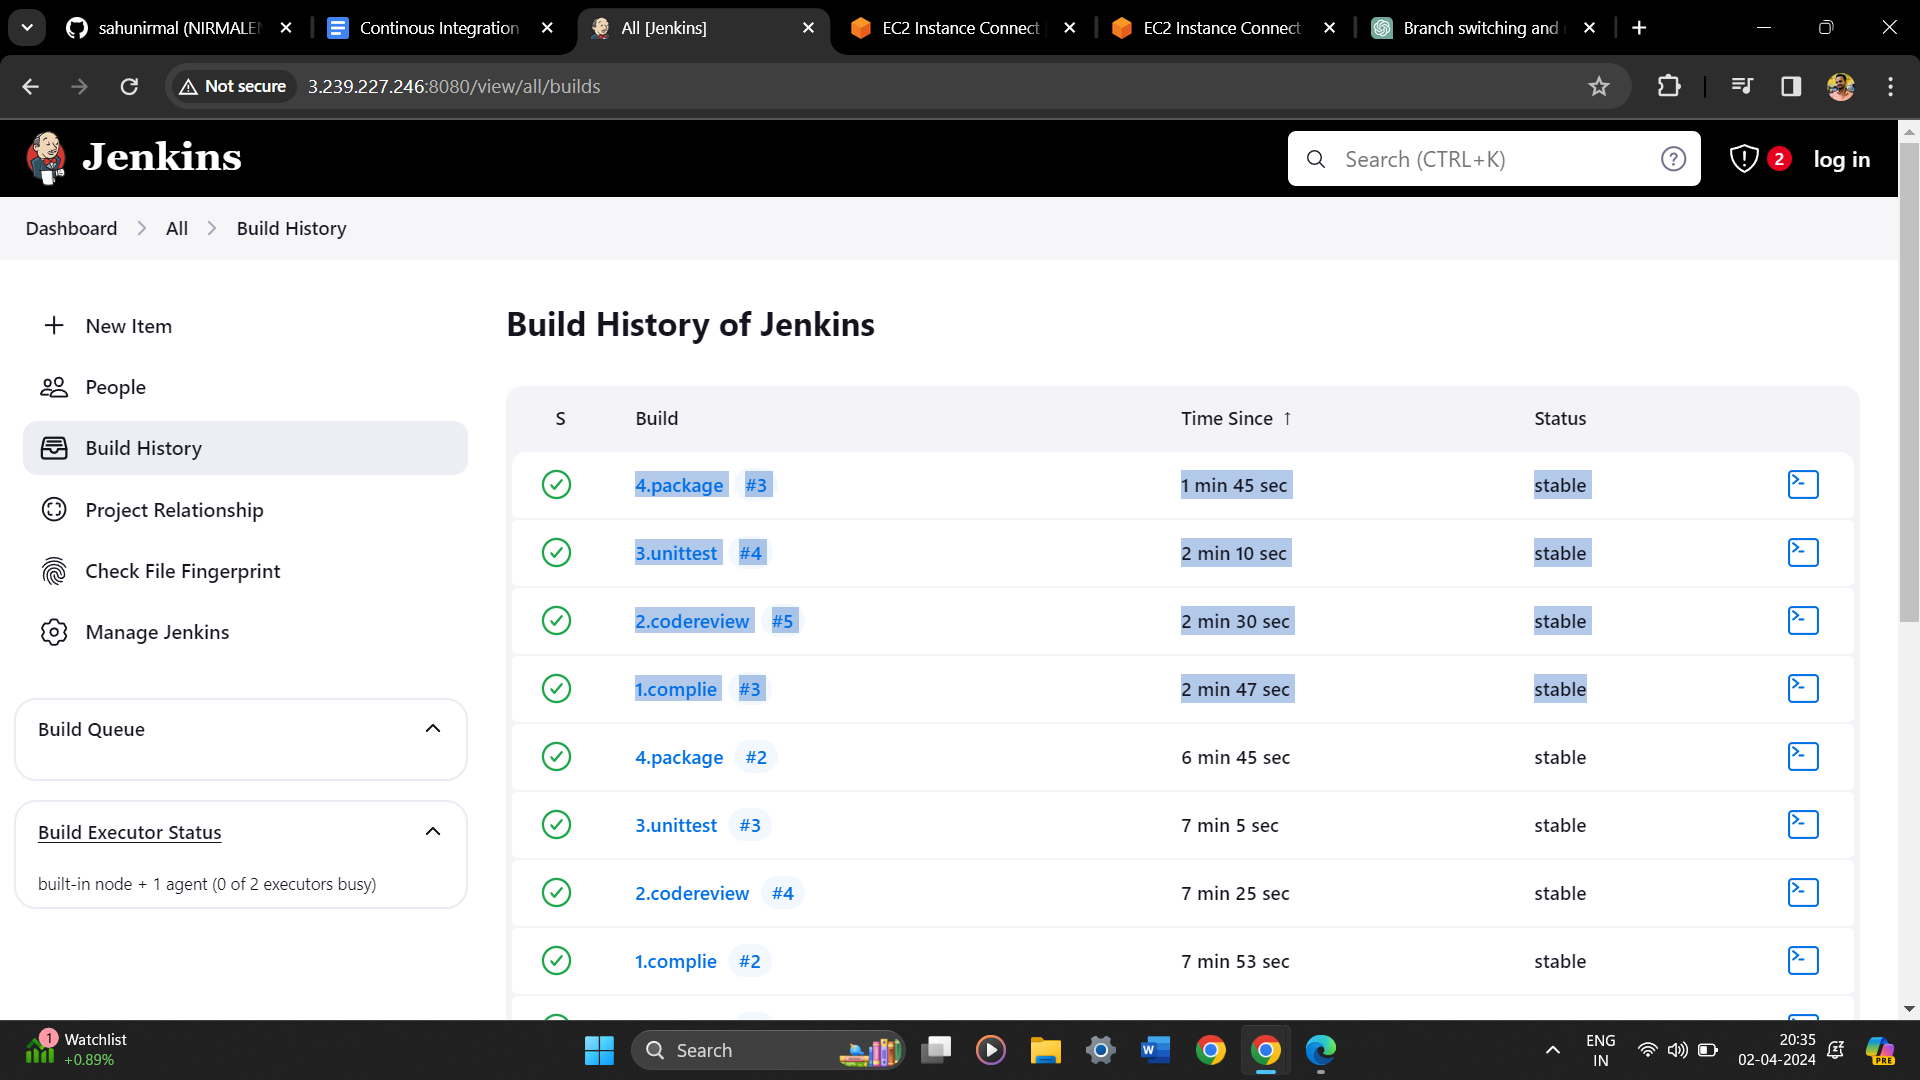 sahunirmal (NIRMALEN
Continous Integration
All [Jenkins]
EC2 Instance Connect
EC2 Instance Connect
Branch switching and
Not secure
3.239.227.246:8080/view/all/builds
Jenkins
Search (CTRL+K)
2
log in
Dashboard
All
Build History
New Item
People
Build History
Project Relationship
Check File Fingerprint
Manage Jenkins
Build Queue
Build Executor Status
built-in node + 1 agent (0 of 2 executors busy)
Build History of Jenkins
S Build Time Since ↑ Status
4.package #3 1 min 45 sec stable
3.unittest #4 2 min 10 sec stable
2.codereview #5 2 min 30 sec stable
1.complie #3 2 min 47 sec stable
4.package #2 6 min 45 sec stable
3.unittest #3 7 min 5 sec stable
2.codereview #4 7 min 25 sec stable
1.complie #2 7 min 53 sec stable
1
Watchlist
+0.89%
Search
ENG
IN
20:35
02-04-2024
PRE